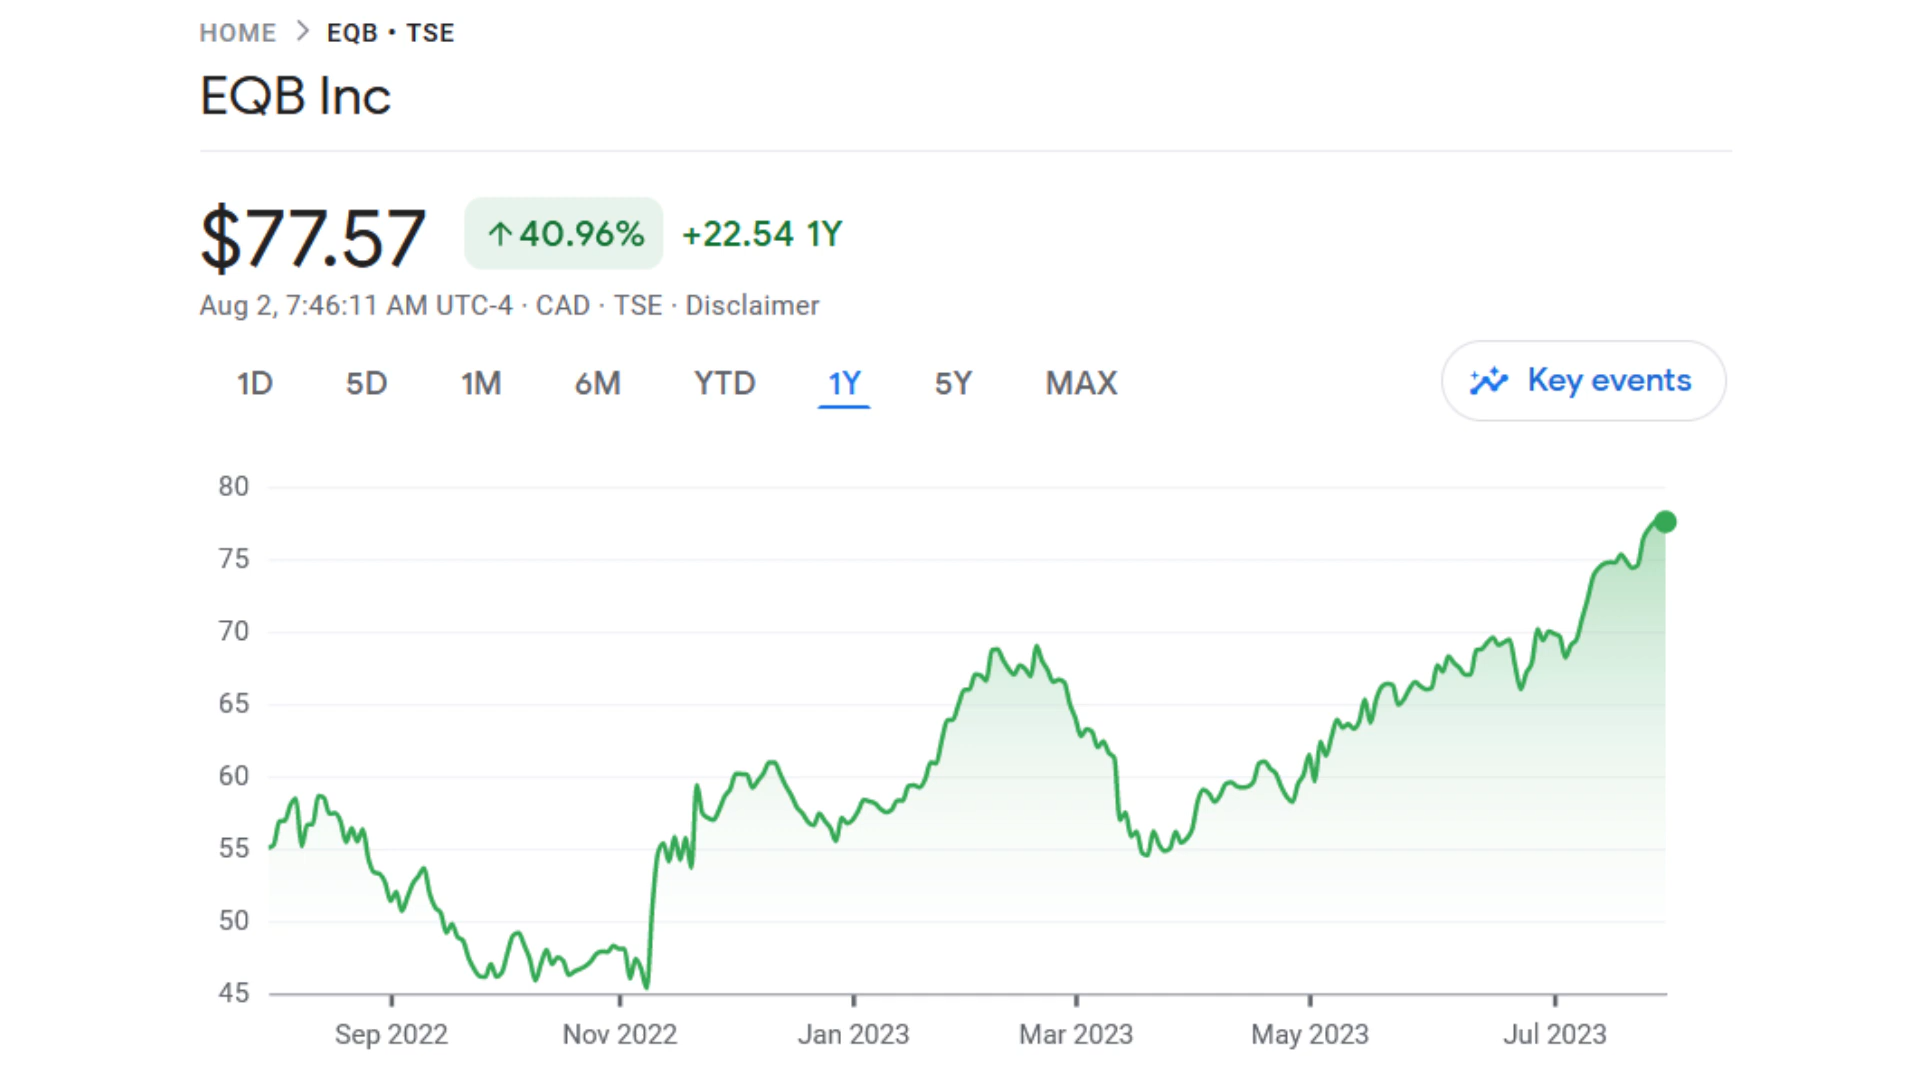 HOME > EQB • TSE
EQB Inc
$77.57 ↑40.96% +22.54 1Y
Aug 2, 7:46:11 AM UTC-4 · CAD · TSE · Disclaimer
1D 5D 1M 6M YTD 1Y 5Y MAX Key events
80
75
70
65
60
55
50
45
Sep 2022 Nov 2022 Jan 2023 Mar 2023 May 2023 Jul 2023